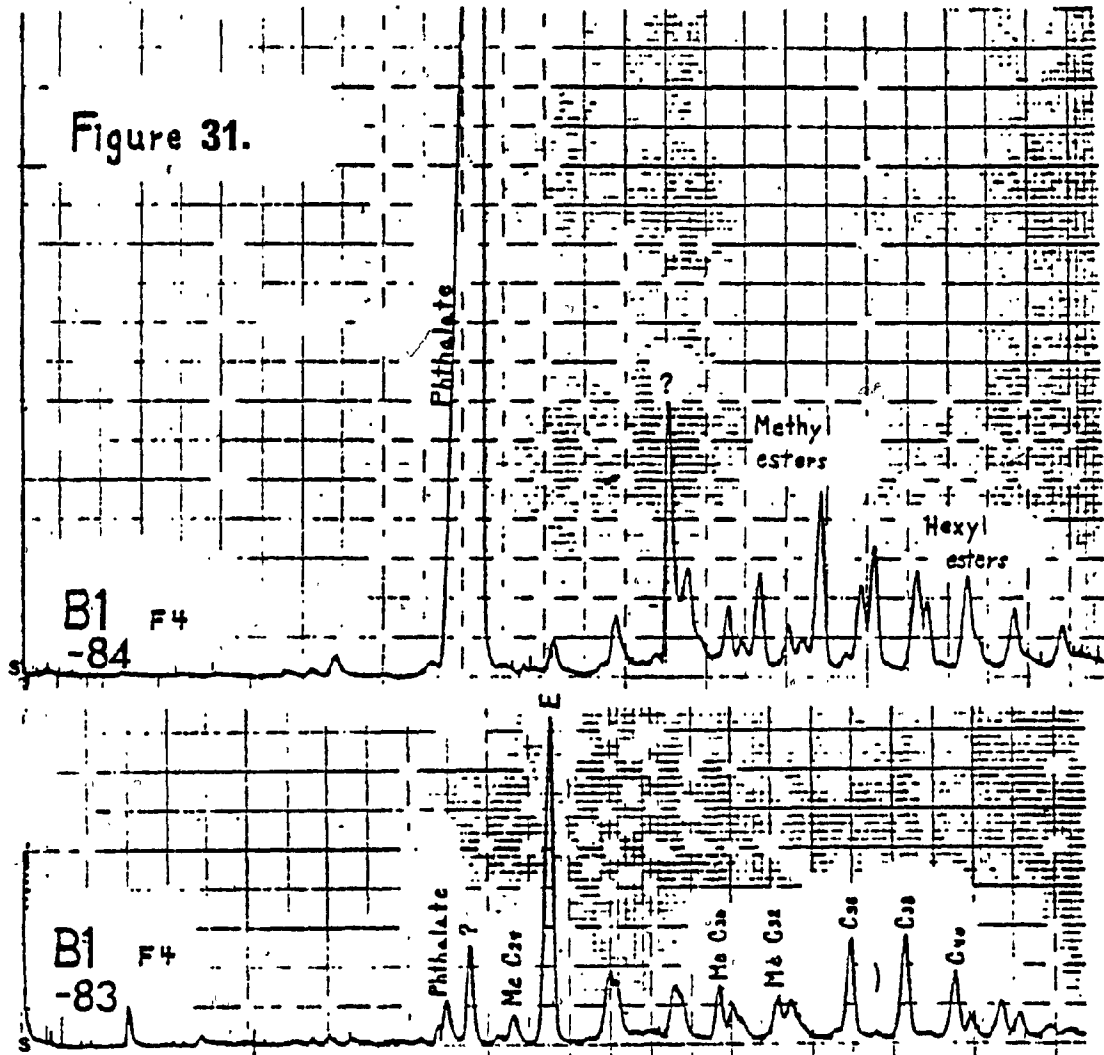 Figure 31.
Phthalate
?
Methyl
esters
Hexyl
esters
B1 F4
-84
S
E
Phthalate
?
Me C24
Me C30
Me C32
C36
C38
C40
B1 F4
-83
S